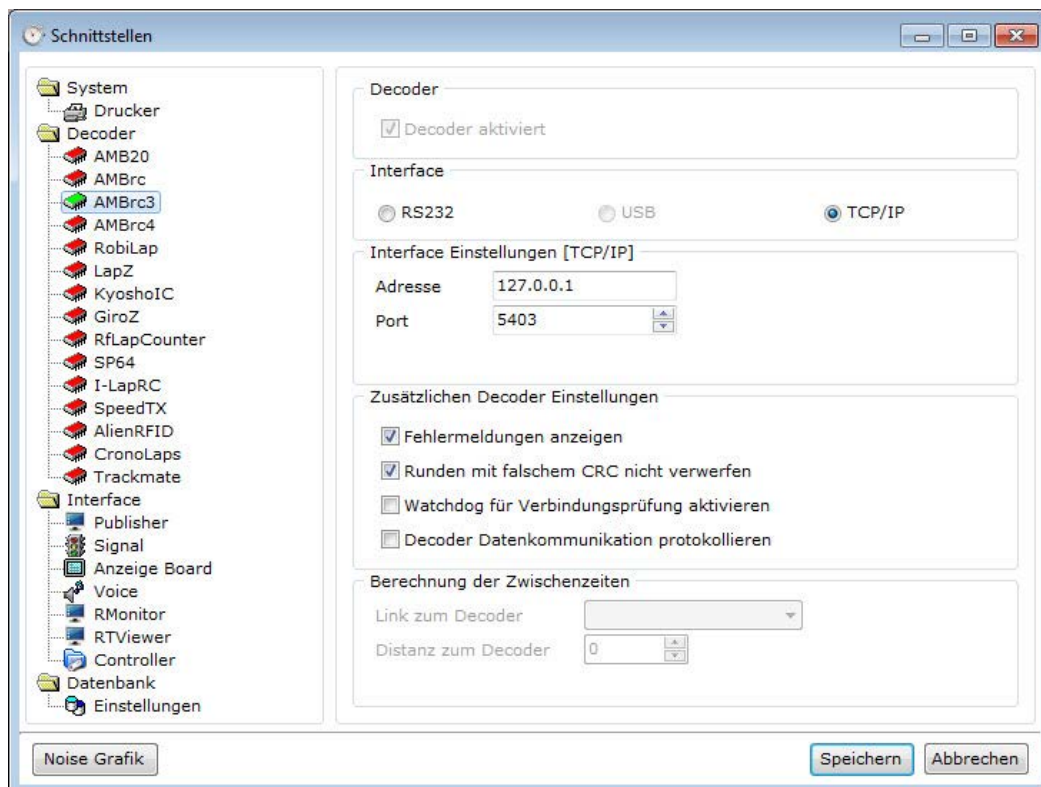 Schnittstellen
System
Drucker
Decoder
AMB20
AMBrc
AMBrc3
AMBrc4
RobiLap
LapZ
KyoshoIC
GiroZ
RfLapCounter
SP64
I-LapRC
SpeedTX
AlienRFID
CronoLaps
Trackmate
Interface
Publisher
Signal
Anzeige Board
Voice
RMonitor
RTViewer
Controller
Datenbank
Einstellungen
Decoder
Decoder aktiviert
Interface
RS232 USB TCP/IP
Interface Einstellungen [TCP/IP]
Adresse 127.0.0.1
Port 5403
Zusätzlichen Decoder Einstellungen
Fehlermeldungen anzeigen
Runden mit falschem CRC nicht verwerfen
Watchdog für Verbindungsprüfung aktivieren
Decoder Datenkommunikation protokollieren
Berechnung der Zwischenzeiten
Link zum Decoder
Distanz zum Decoder 0
Noise Grafik Speichern Abbrechen